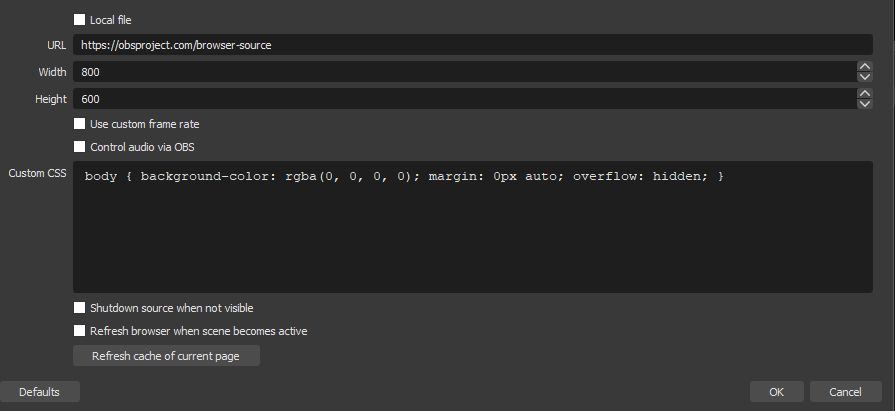 Local file
URL https://obsproject.com/browser-source
Width 800
Height 600
Use custom frame rate
Control audio via OBS
Custom CSS body { background-color: rgba(0, 0, 0, 0); margin: 0px auto; overflow: hidden; }
Shutdown source when not visible
Refresh browser when scene becomes active
Refresh cache of current page
Defaults OK Cancel